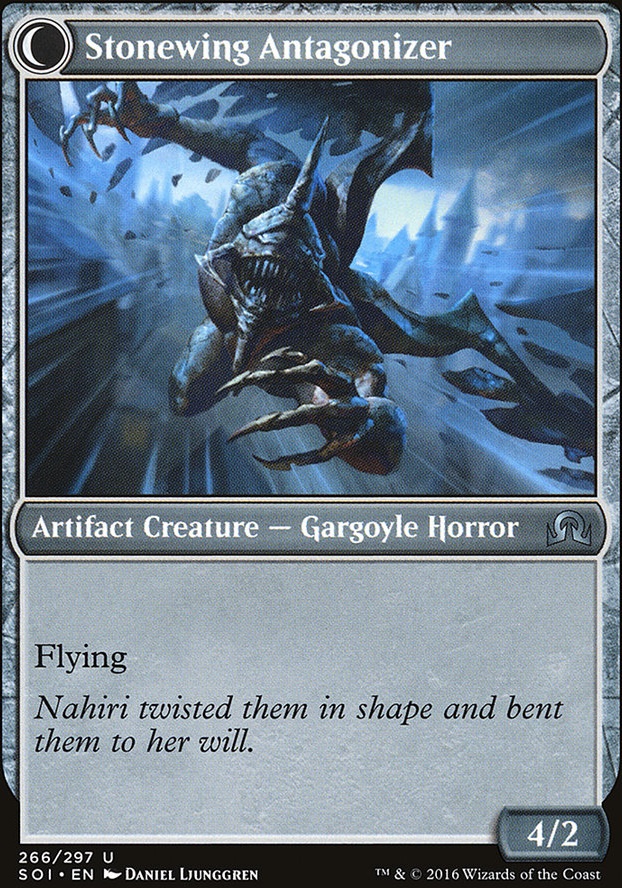 Stonewing Antagonizer
Artifact Creature — Gargoyle Horror
Flying
Nahiri twisted them in shape and bent
them to her will.
4/2
266/297 U
SOI • EN DANIEL LJUNGGREN
™ & © 2016 Wizards of the Coast